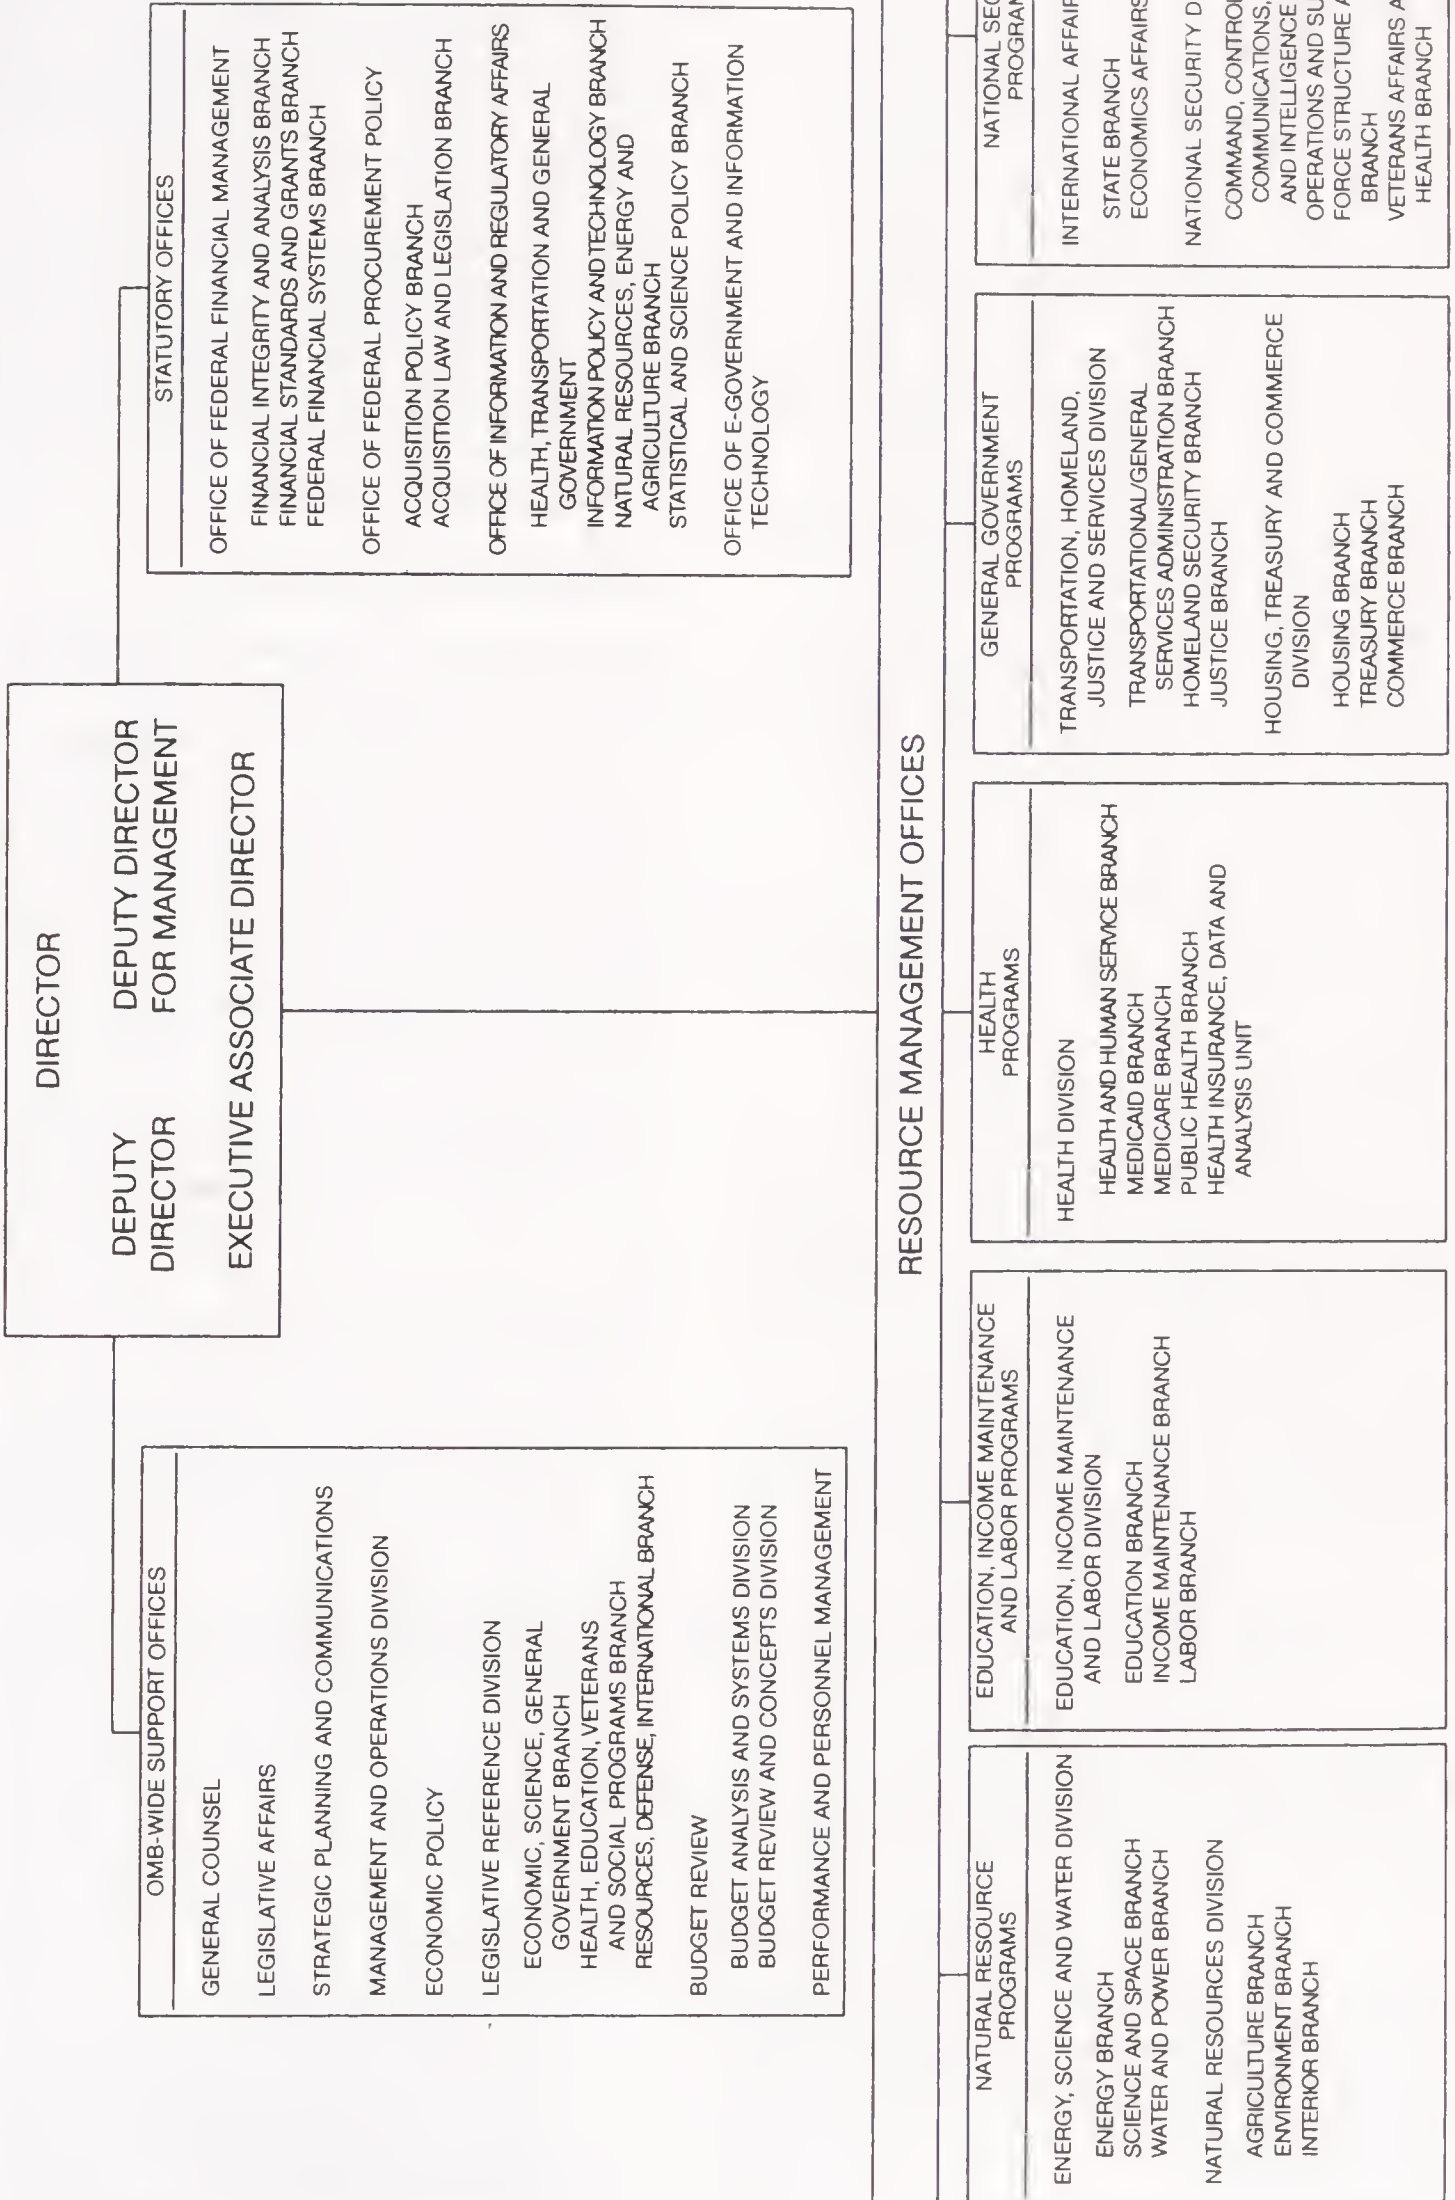 DIRECTOR
DEPUTY
DIRECTOR
DEPUTY DIRECTOR
FOR MANAGEMENT
EXECUTIVE ASSOCIATE DIRECTOR
OMB-WIDE SUPPORT OFFICES
GENERAL COUNSEL
LEGISLATIVE AFFAIRS
STRATEGIC PLANNING AND COMMUNICATIONS
MANAGEMENT AND OPERATIONS DIVISION
ECONOMIC POLICY
LEGISLATIVE REFERENCE DIVISION
ECONOMIC, SCIENCE, GENERAL
GOVERNMENT BRANCH
HEALTH, EDUCATION, VETERANS
AND SOCIAL PROGRAMS BRANCH
RESOURCES, DEFENSE, INTERNATIONAL BRANCH
BUDGET REVIEW
BUDGET ANALYSIS AND SYSTEMS DIVISION
BUDGET REVIEW AND CONCEPTS DIVISION
PERFORMANCE AND PERSONNEL MANAGEMENT
STATUTORY OFFICES
OFFICE OF FEDERAL FINANCIAL MANAGEMENT
FINANCIAL INTEGRITY AND ANALYSIS BRANCH
FINANCIAL STANDARDS AND GRANTS BRANCH
FEDERAL FINANCIAL SYSTEMS BRANCH
OFFICE OF FEDERAL PROCUREMENT POLICY
ACQUISITION POLICY BRANCH
ACQUISITION LAW AND LEGISLATION BRANCH
OFFICE OF INFORMATION AND REGULATORY AFFAIRS
HEALTH, TRANSPORTATION AND GENERAL
GOVERNMENT
INFORMATION POLICY AND TECHNOLOGY BRANCH
NATURAL RESOURCES, ENERGY AND
AGRICULTURE BRANCH
STATISTICAL AND SCIENCE POLICY BRANCH
OFFICE OF E-GOVERNMENT AND INFORMATION
TECHNOLOGY
RESOURCE MANAGEMENT OFFICES
NATURAL RESOURCE
PROGRAMS
ENERGY, SCIENCE AND WATER DIVISION
ENERGY BRANCH
SCIENCE AND SPACE BRANCH
WATER AND POWER BRANCH
NATURAL RESOURCES DIVISION
AGRICULTURE BRANCH
ENVIRONMENT BRANCH
INTERIOR BRANCH
EDUCATION, INCOME MAINTENANCE
AND LABOR PROGRAMS
EDUCATION, INCOME MAINTENANCE
AND LABOR DIVISION
EDUCATION BRANCH
INCOME MAINTENANCE BRANCH
LABOR BRANCH
HEALTH
PROGRAMS
HEALTH DIVISION
HEALTH AND HUMAN SERVICE BRANCH
MEDICAID BRANCH
MEDICARE BRANCH
PUBLIC HEALTH BRANCH
HEALTH INSURANCE, DATA AND
ANALYSIS UNIT
GENERAL GOVERNMENT
PROGRAMS
TRANSPORTATION, HOMELAND,
JUSTICE AND SERVICES DIVISION
TRANSPORTATIONAL/GENERAL
SERVICES ADMINISTRATION BRANCH
HOMELAND SECURITY BRANCH
JUSTICE BRANCH
HOUSING, TREASURY AND COMMERCE
DIVISION
HOUSING BRANCH
TREASURY BRANCH
COMMERCE BRANCH
NATIONAL
INTERNATIONAL
STATE BRANCH
ECONOMICS AFFAIRS
NATIONAL SECURITY
COMMAND,
COMMUNICATIONS,
AND INTELLIGENCE
OPERATIONS AND
FORCE STRUCTURE
BRANCH
VETERANS AFFAIRS
HEALTH BRANCH